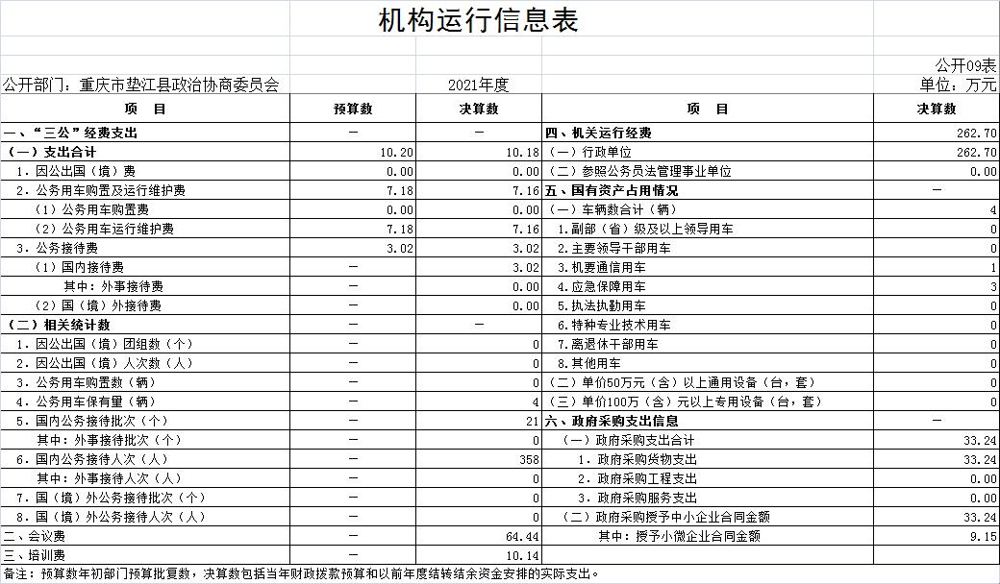 机构运行信息表
公开09表
公开部门：重庆市垫江县政治协商委员会 2021年度 单位：万元
项 目 预算数 决算数 项 目 决算数
一、“三公”经费支出 — — 四、机关运行经费 262.70
（一）支出合计 10.20 10.18 （一）行政单位 262.70
1．因公出国（境）费 0.00 0.00 （二）参照公务员法管理事业单位 0.00
2．公务用车购置及运行维护费 7.18 7.16 五、国有资产占用情况 —
（1）公务用车购置费 0.00 0.00 （一）车辆数合计（辆） 4
（2）公务用车运行维护费 7.18 7.16 1.副部（省）级及以上领导用车 0
3．公务接待费 3.02 3.02 2.主要领导干部用车 0
（1）国内接待费 — 3.02 3.机要通信用车 1
其中：外事接待费 — 0.00 4.应急保障用车 3
（2）国（境）外接待费 — 0.00 5.执法执勤用车 0
（二）相关统计数 — — 6.特种专业技术用车 0
1．因公出国（境）团组数（个） — 0 7.离退休干部用车 0
2．因公出国（境）人次数（人） — 0 8.其他用车 0
3．公务用车购置数（辆） — 0 （二）单价50万元（含）以上通用设备（台，套） 0
4．公务用车保有量（辆） — 4 （三）单价100万（含）元以上专用设备（台，套） 0
5．国内公务接待批次（个） — 21 六、政府采购支出信息 —
其中：外事接待批次（个） — 0 （一）政府采购支出合计 33.24
6．国内公务接待人次（人） — 358 1．政府采购货物支出 33.24
其中：外事接待人次（人） — 0 2．政府采购工程支出 0.00
7．国（境）外公务接待批次（个） — 0 3．政府采购服务支出 0.00
8．国（境）外公务接待人次（人） — 0 （二）政府采购授予中小企业合同金额 33.24
二、会议费 — 64.44 其中：授予小微企业合同金额 9.15
三、培训费 — 10.14
备注：预算数年初部门预算批复数，决算数包括当年财政拨款预算和以前年度结转结余资金安排的实际支出。